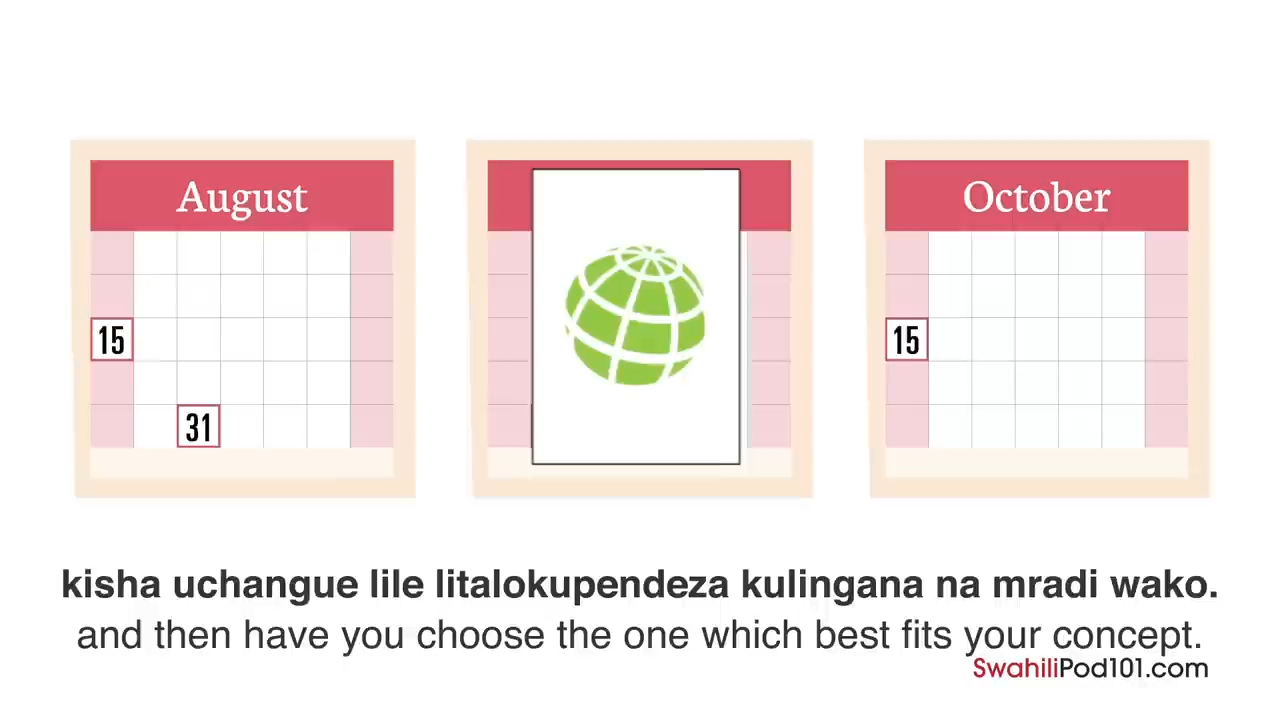 August
October
15
15
31
kisha uchangue lile litalokupendeza kulingana na mradi wako.
and then have you choose the one which best fits your concept.
SwahiliPod101.com